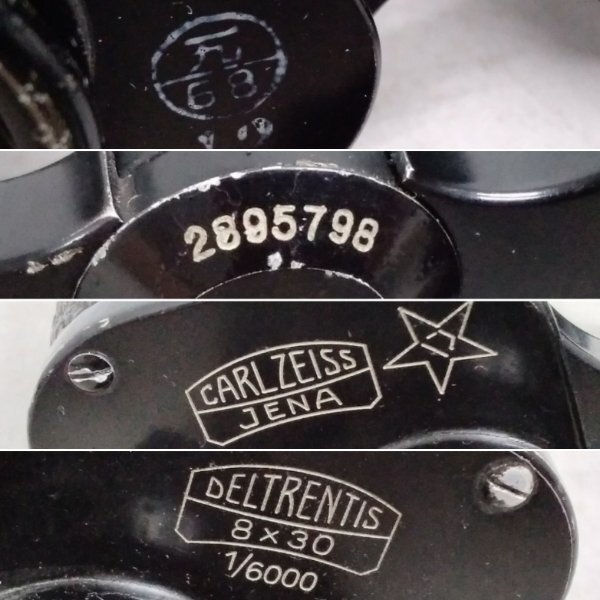 68
2895798
CARL ZEISS
JENA
DELTRENTIS
8×30
1/6000